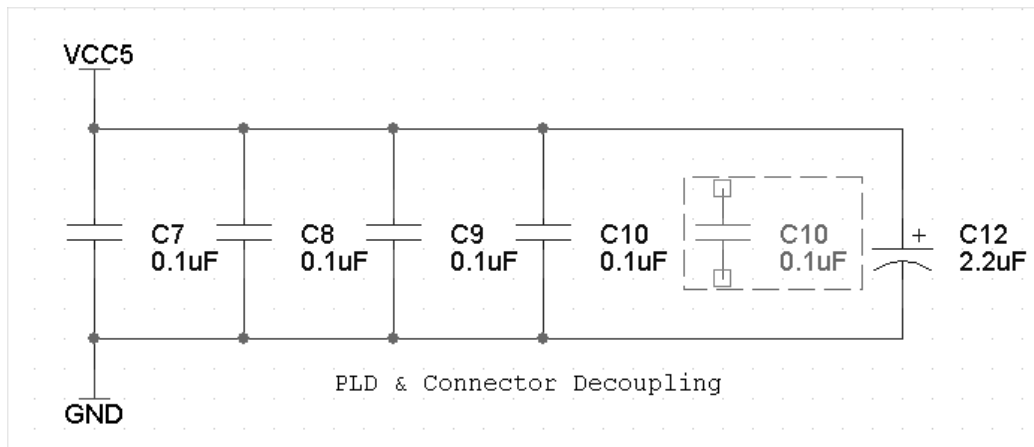 VCC5
C7
0.1uF
C8
0.1uF
C9
0.1uF
C10
0.1uF
C10
0.1uF
+
C12
2.2uF
PLD & Connector Decoupling
GND